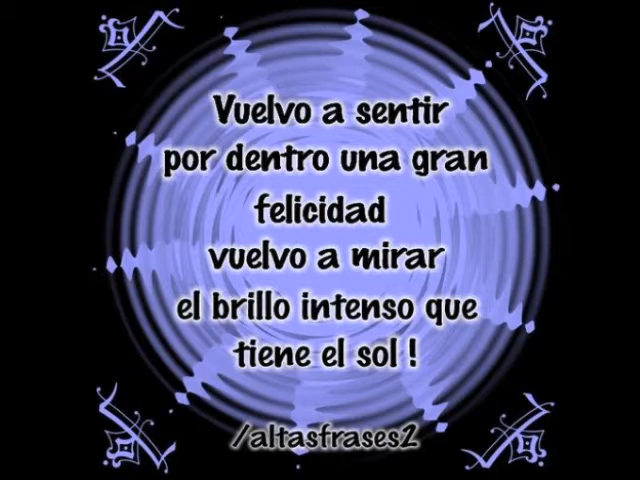 Vuelvo a sentir
por dentro una gran
felicidad
vuelvo a mirar
el brillo intenso que
tiene el sol !
/altasfrases2